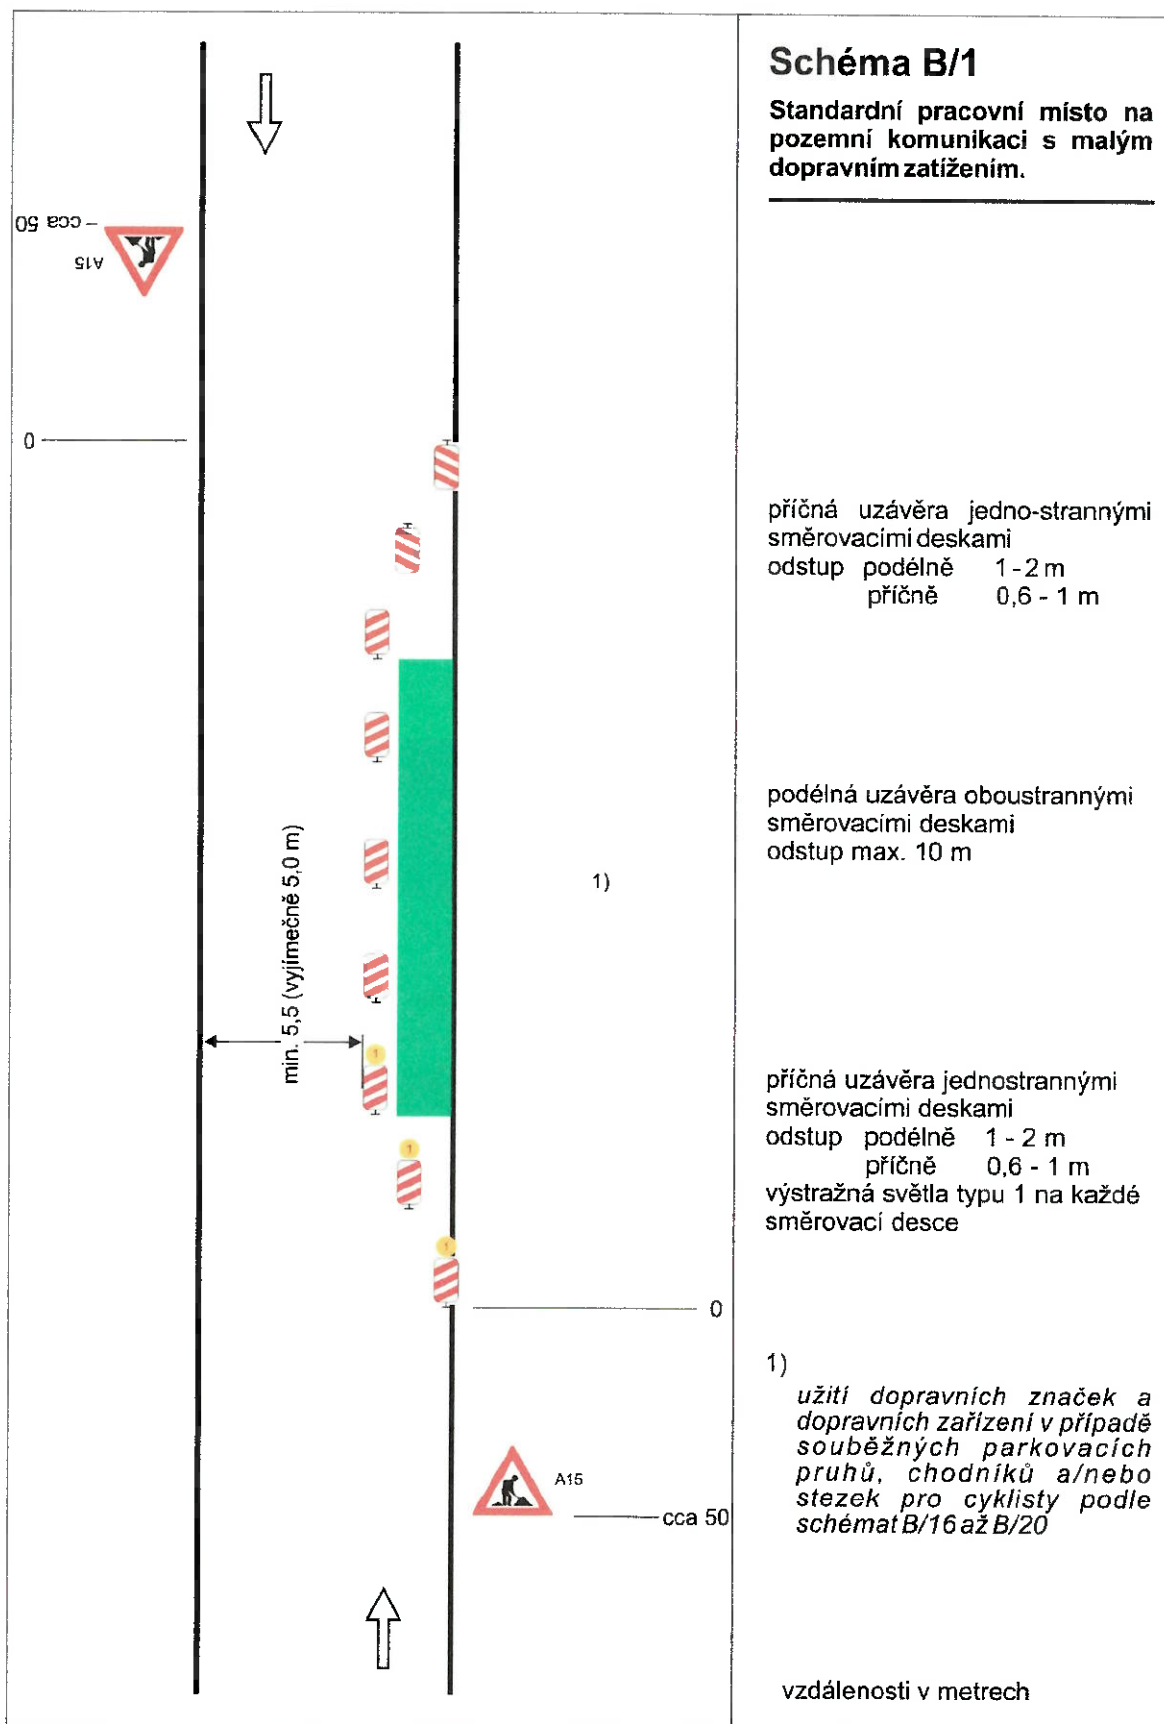 Schéma B/1
Standardní pracovní místo na
pozemní komunikaci s malým
dopravním zatížením.
cca 50
A15
0
příčná uzávěra jedno-strannými
směrovacími deskami
odstup podélně 1 - 2 m
příčně 0,6 - 1 m
podélná uzávěra oboustrannými
směrovacími deskami
odstup max. 10 m
1)
min. 5,5 (vyjímečně 5,0 m)
1
1
1
příčná uzávěra jednostrannými
směrovacími deskami
odstup podélně 1 - 2 m
příčně 0,6 - 1 m
výstražná světla typu 1 na každé
směrovací desce
0
1)
užití dopravních značek a
dopravních zařízení v případě
souběžných parkovacích
pruhů, chodníků a/nebo
stezek pro cyklisty podle
schémat B/16 až B/20
A15
cca 50
vzdálenosti v metrech